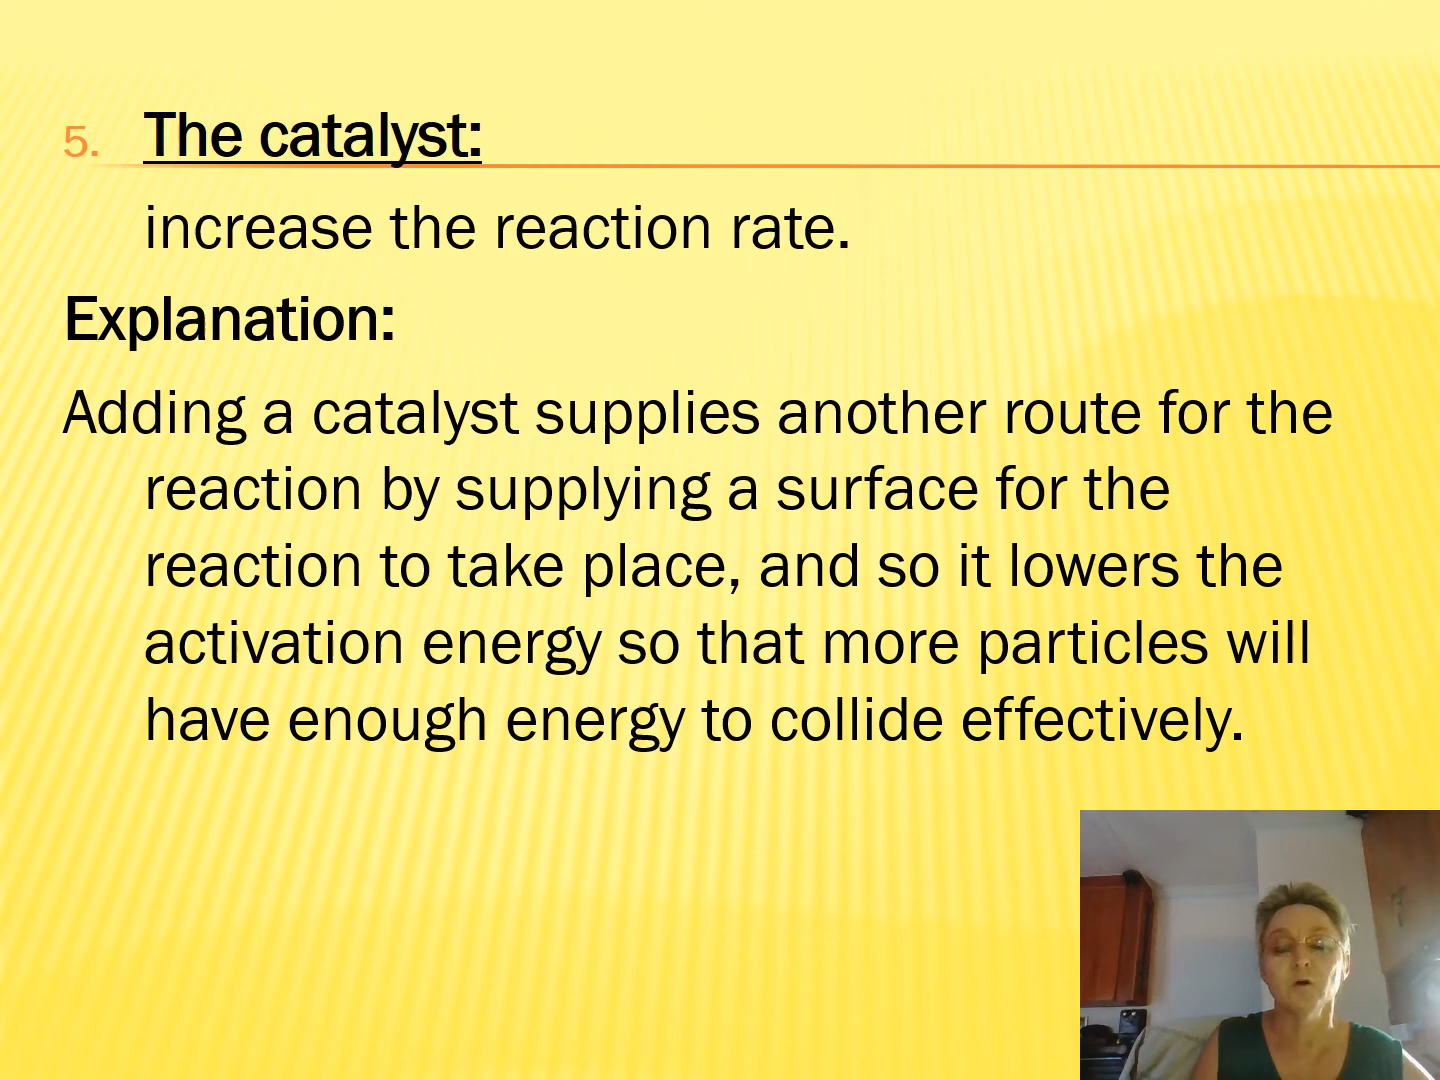 5. The catalyst:
increase the reaction rate.
Explanation:
Adding a catalyst supplies another route for the
reaction by supplying a surface for the
reaction to take place, and so it lowers the
activation energy so that more particles will
have enough energy to collide effectively.